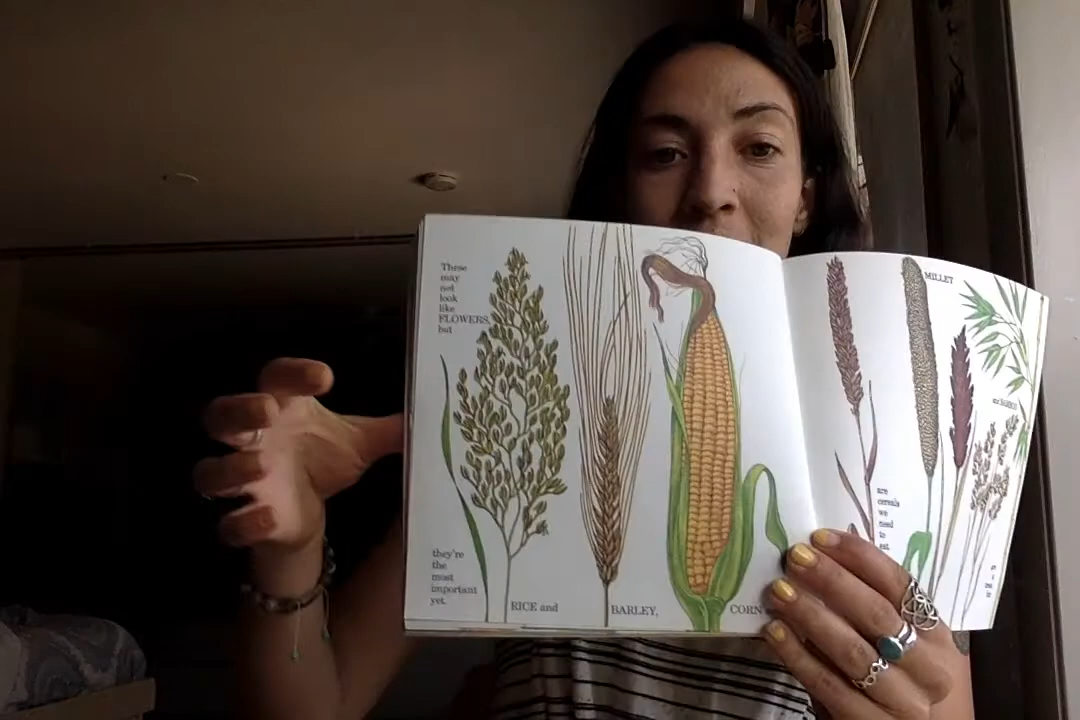 These
may
not
look
like
FLOWERS,
but
they're
the
most
important
yet.
RICE and
BARLEY,
CORN
MILLET
are
cereals
we
need
to
eat.